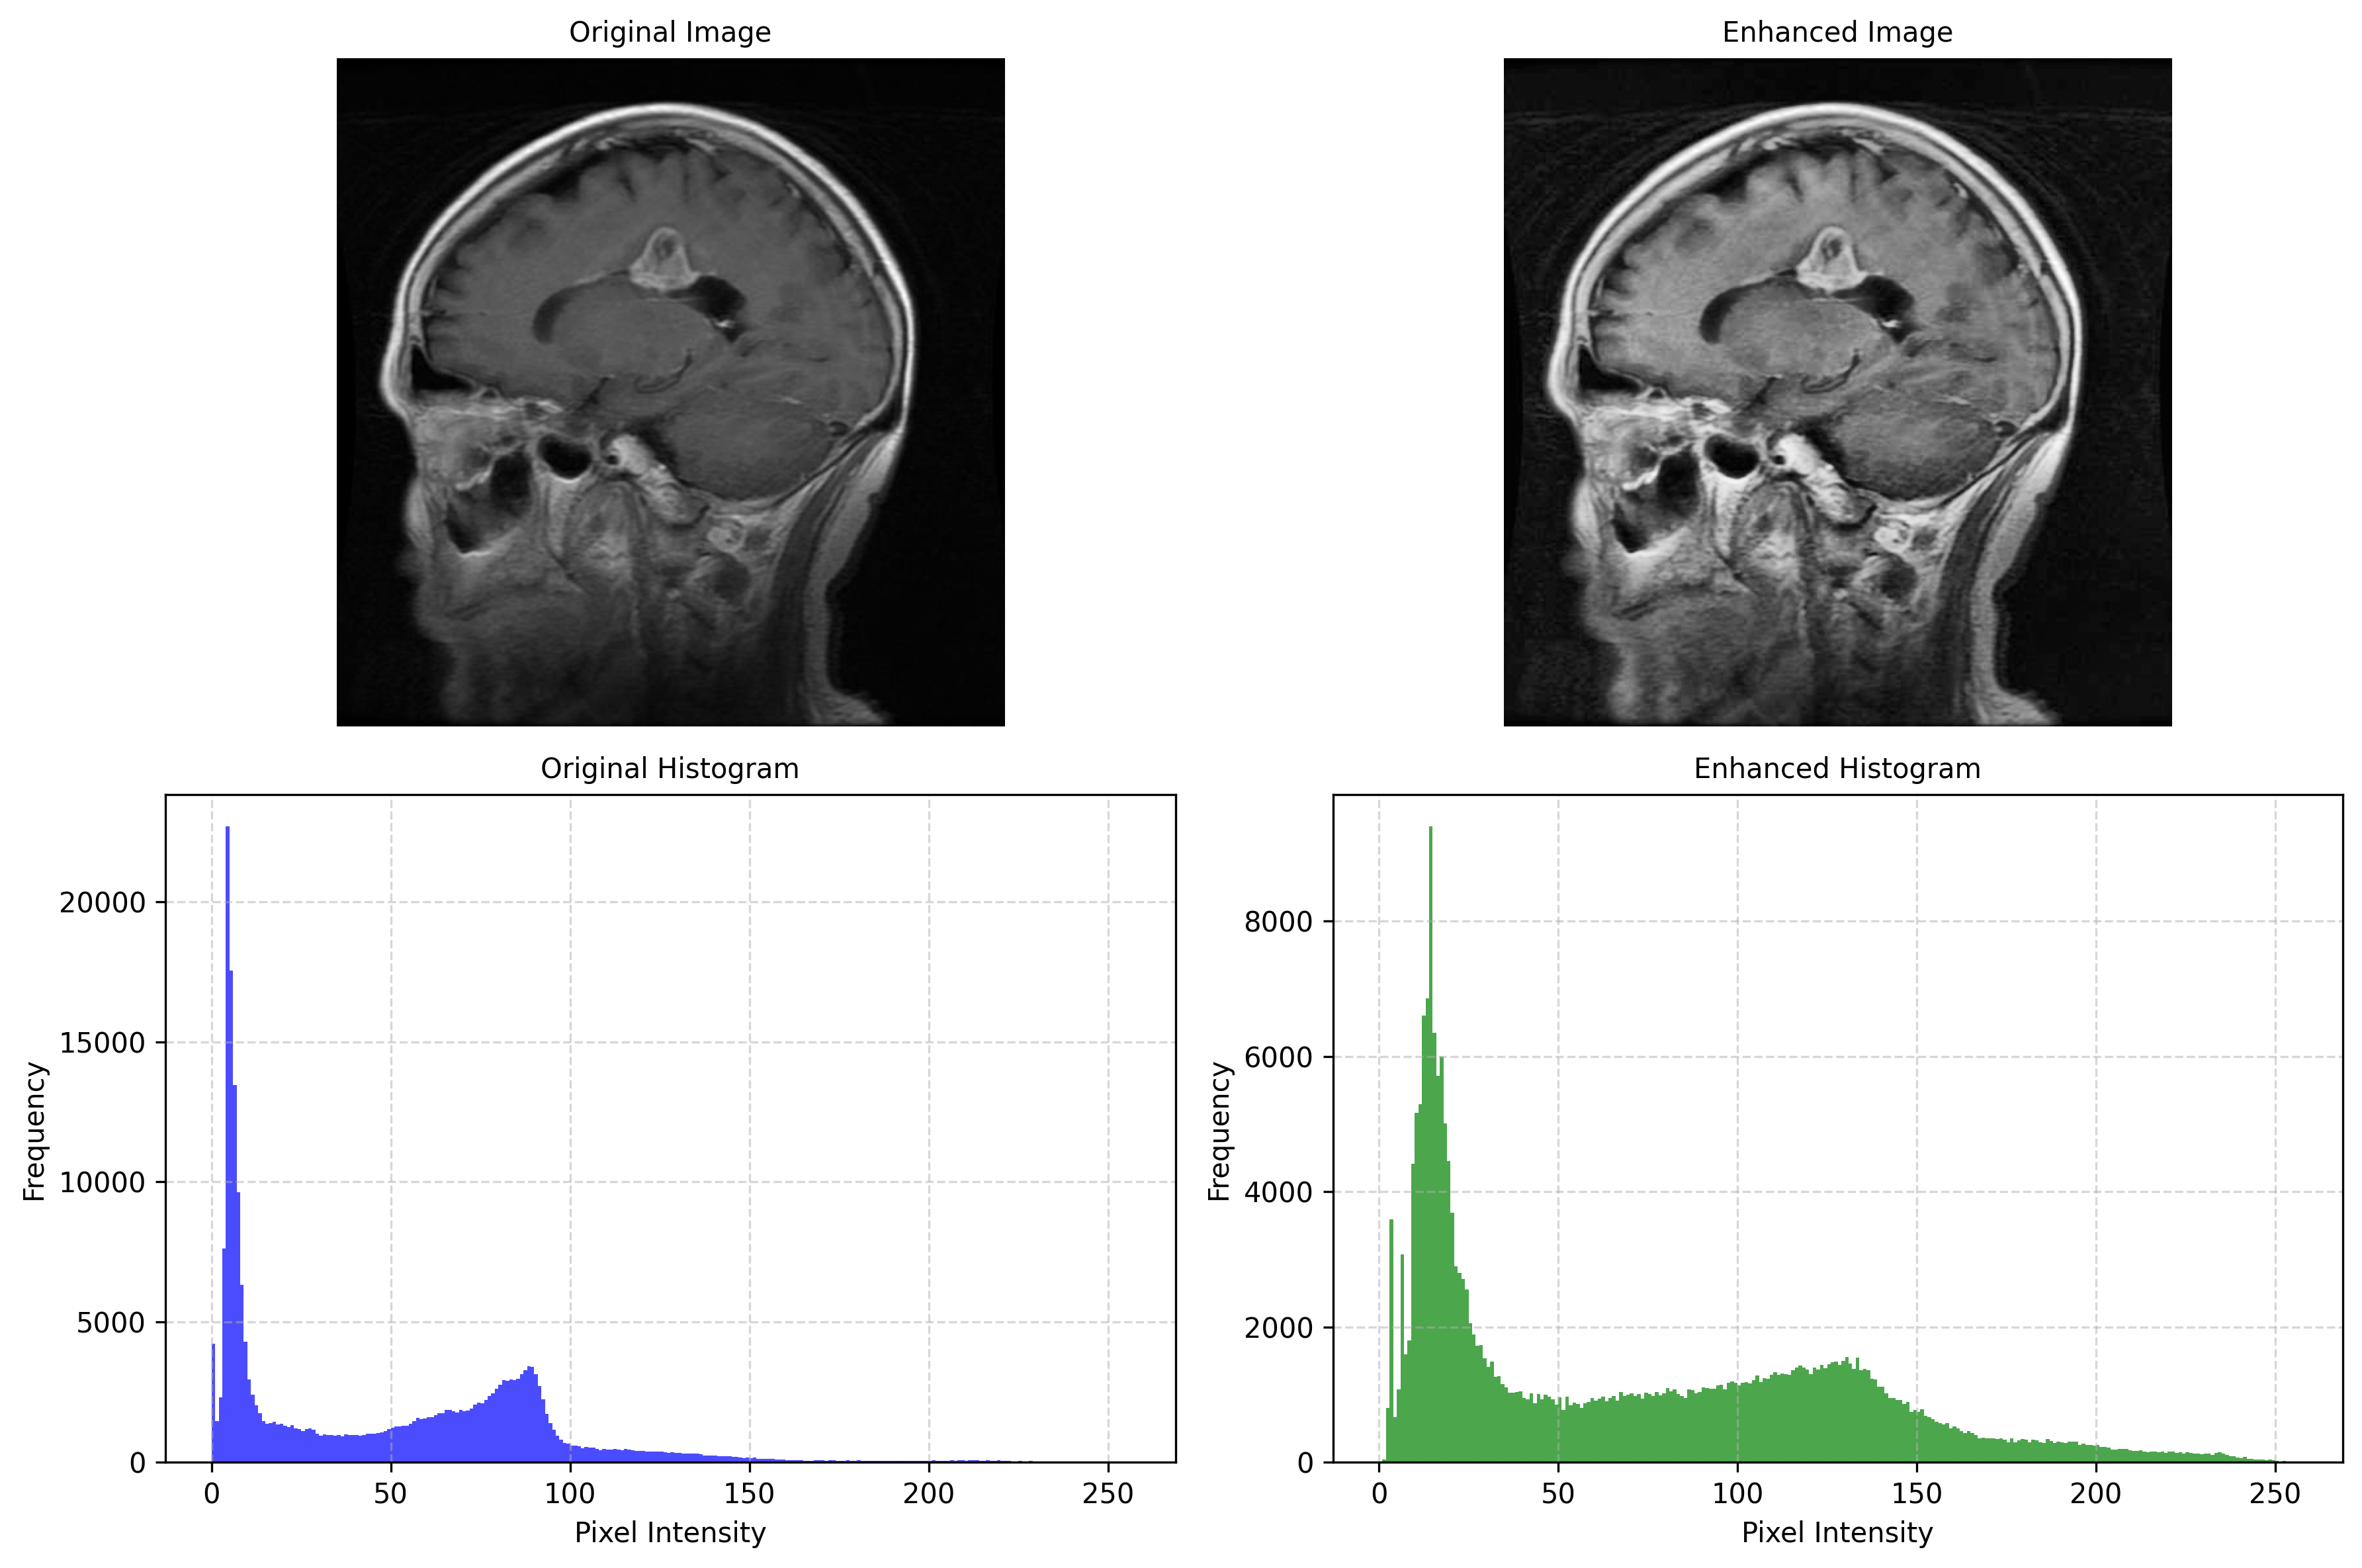 Original Image
Enhanced Image
Original Histogram
Enhanced Histogram
Frequency
20000
15000
10000
5000
0
0 50 100 150 200 250
Pixel Intensity
Frequency
8000
6000
4000
2000
0
0 50 100 150 200 250
Pixel Intensity